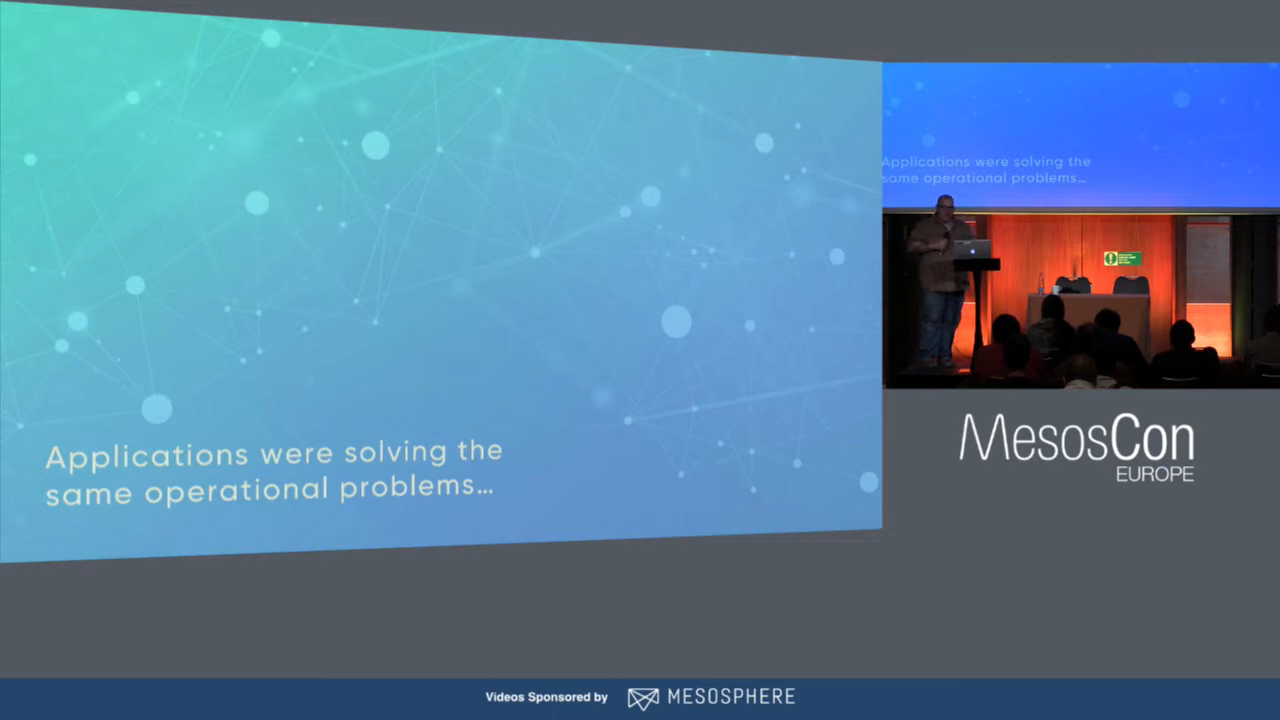 Applications were solving the
same operational problems...
Applications were solving the
same operational problems...
MesosCon
EUROPE
Videos Sponsored by MESOSPHERE